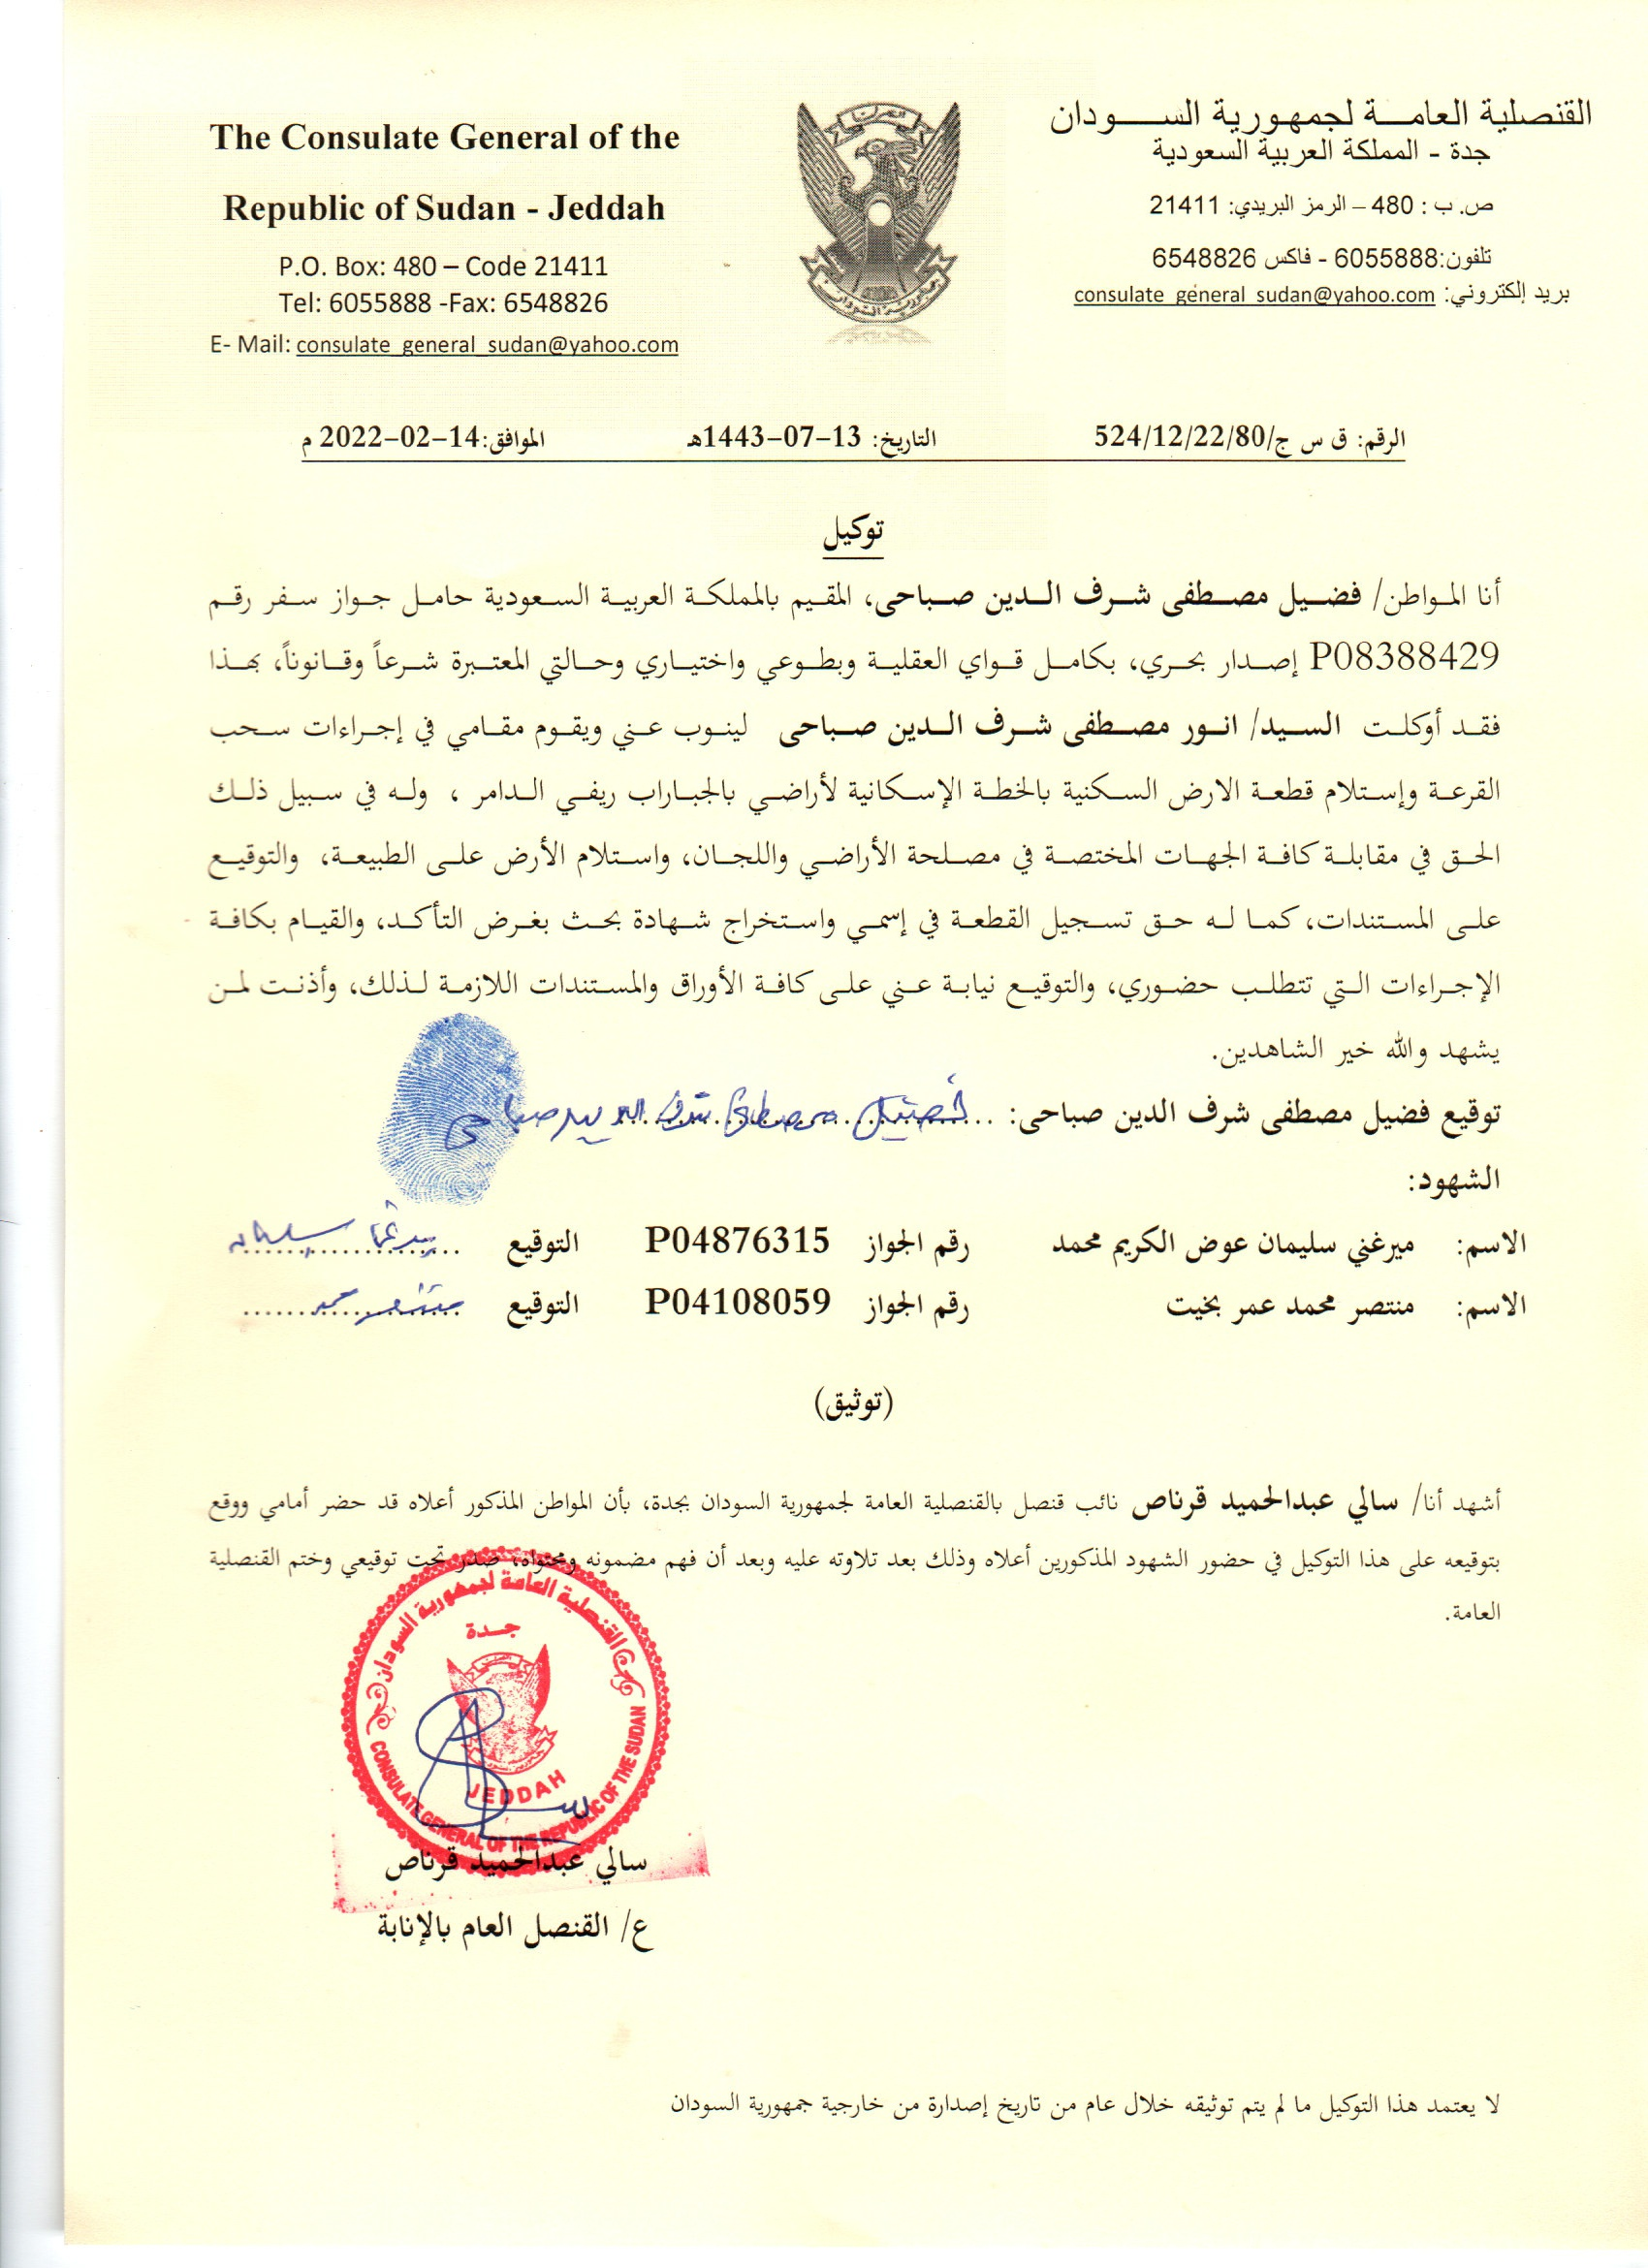 The Consulate General of the
Republic of Sudan - Jeddah
P.O. Box: 480 – Code 21411
Tel: 6055888 -Fax: 6548826
E- Mail: consulate_general_sudan@yahoo.com
القنصلية العامة لجمهورية السودان
جدة - المملكة العربية السعودية
ص. ب : 480 – الرمز البريدي: 21411
تلفون:6055888 - فاكس 6548826
بريد إلكتروني: consulate_general_sudan@yahoo.com
الرقم: ق س ج/524/12/22/80 التاريخ: 13-07-1443هـ الموافق:14-02-2022 م
توكيل
أنا المواطن/ فضيل مصطفى شرف الدين صباحى، المقيم بالمملكة العربية السعودية حامل جواز سفر رقم
P08388429 إصدار بحري، بكامل قواي العقلية وبطوعي واختياري وحالتي المعتبرة شرعاً وقانوناً، بهذا
فقد أوكلت السيد/ انور مصطفى شرف الدين صباحى لينوب عني ويقوم مقامي في إجراءات سحب
القرعة وإستلام قطعة الارض السكنية بالخطة الإسكانية لأراضي بالجباراب ريفي الدامر ، وله في سبيل ذلك
الحق في مقابلة كافة الجهات المختصة في مصلحة الأراضي واللجان، واستلام الأرض على الطبيعة، والتوقيع
على المستندات، كما له حق تسجيل القطعة في إسمي واستخراج شهادة بحث بغرض التأكد، والقيام بكافة
الإجراءات التي تتطلب حضوري، والتوقيع نيابة عني على كافة الأوراق والمستندات اللازمة لذلك، وأذنت لمن
يشهد والله خير الشاهدين.
توقيع فضيل مصطفى شرف الدين صباحى: فضيل مصطفى شرف الدين صباحى
الشهود:
الاسم: ميرغني سليمان عوض الكريم محمد رقم الجواز P04876315 التوقيع ميرغني سليمان
الاسم: منتصر محمد عمر بخيت رقم الجواز P04108059 التوقيع منتصر محمد
(توثيق)
أشهد أنا/ سالي عبدالحميد قرناص نائب قنصل بالقنصلية العامة لجمهورية السودان بجدة، بأن المواطن المذكور أعلاه قد حضر أمامي ووقع
بتوقيعه على هذا التوكيل في حضور الشهود المذكورين أعلاه وذلك بعد تلاوته عليه وبعد أن فهم مضمونه ومحتواه، صدر تحت توقيعي وختم القنصلية
العامة.
القنصلية العامة لجمهورية السودان
جدة
JEDDAH
CONSULATE GENERAL OF THE REPUBLIC OF THE SUDAN
سالي عبدالحميد قرناص
ع/ القنصل العام بالإنابة
لا يعتمد هذا التوكيل ما لم يتم توثيقه خلال عام من تاريخ إصدارة من خارجية جمهورية السودان